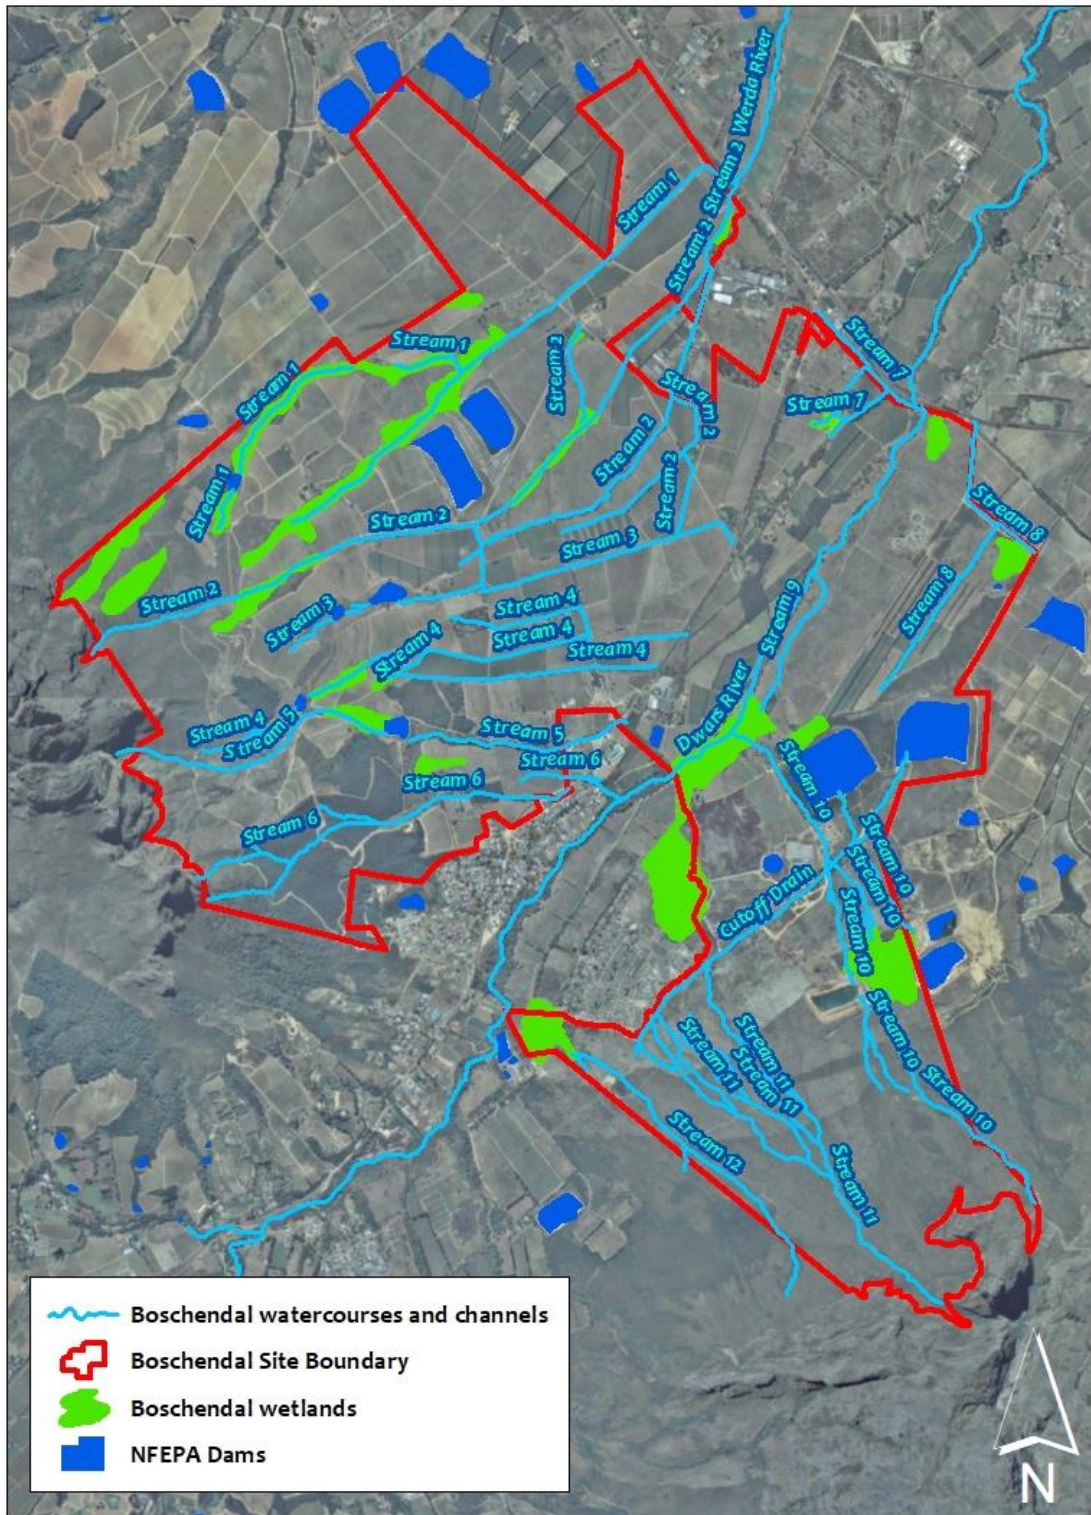 Werda River
Stream 2
Stream 1
Stream 2
Stream 7
Stream 1
Stream 2
Stream 1
Stream 2
Stream 7
Stream 2
Stream 1
Stream 2
Stream 2
Stream 8
Stream 3
Stream 2
Stream 3
Stream 4
Stream 4
Stream 9
Stream 8
Stream 4
Stream 4
Dwars River
Stream 4
Stream 5
Stream 5
Stream 6
Stream 6
Stream 10
Stream 6
Stream 10
Stream 10
Cutoff Drain
Stream 10
Stream 10
Stream 11
Stream 11
Stream 11
Stream 10
Stream 12
Stream 11
Boschendal watercourses and channels
Boschendal Site Boundary
Boschendal wetlands
NFEPA Dams
N